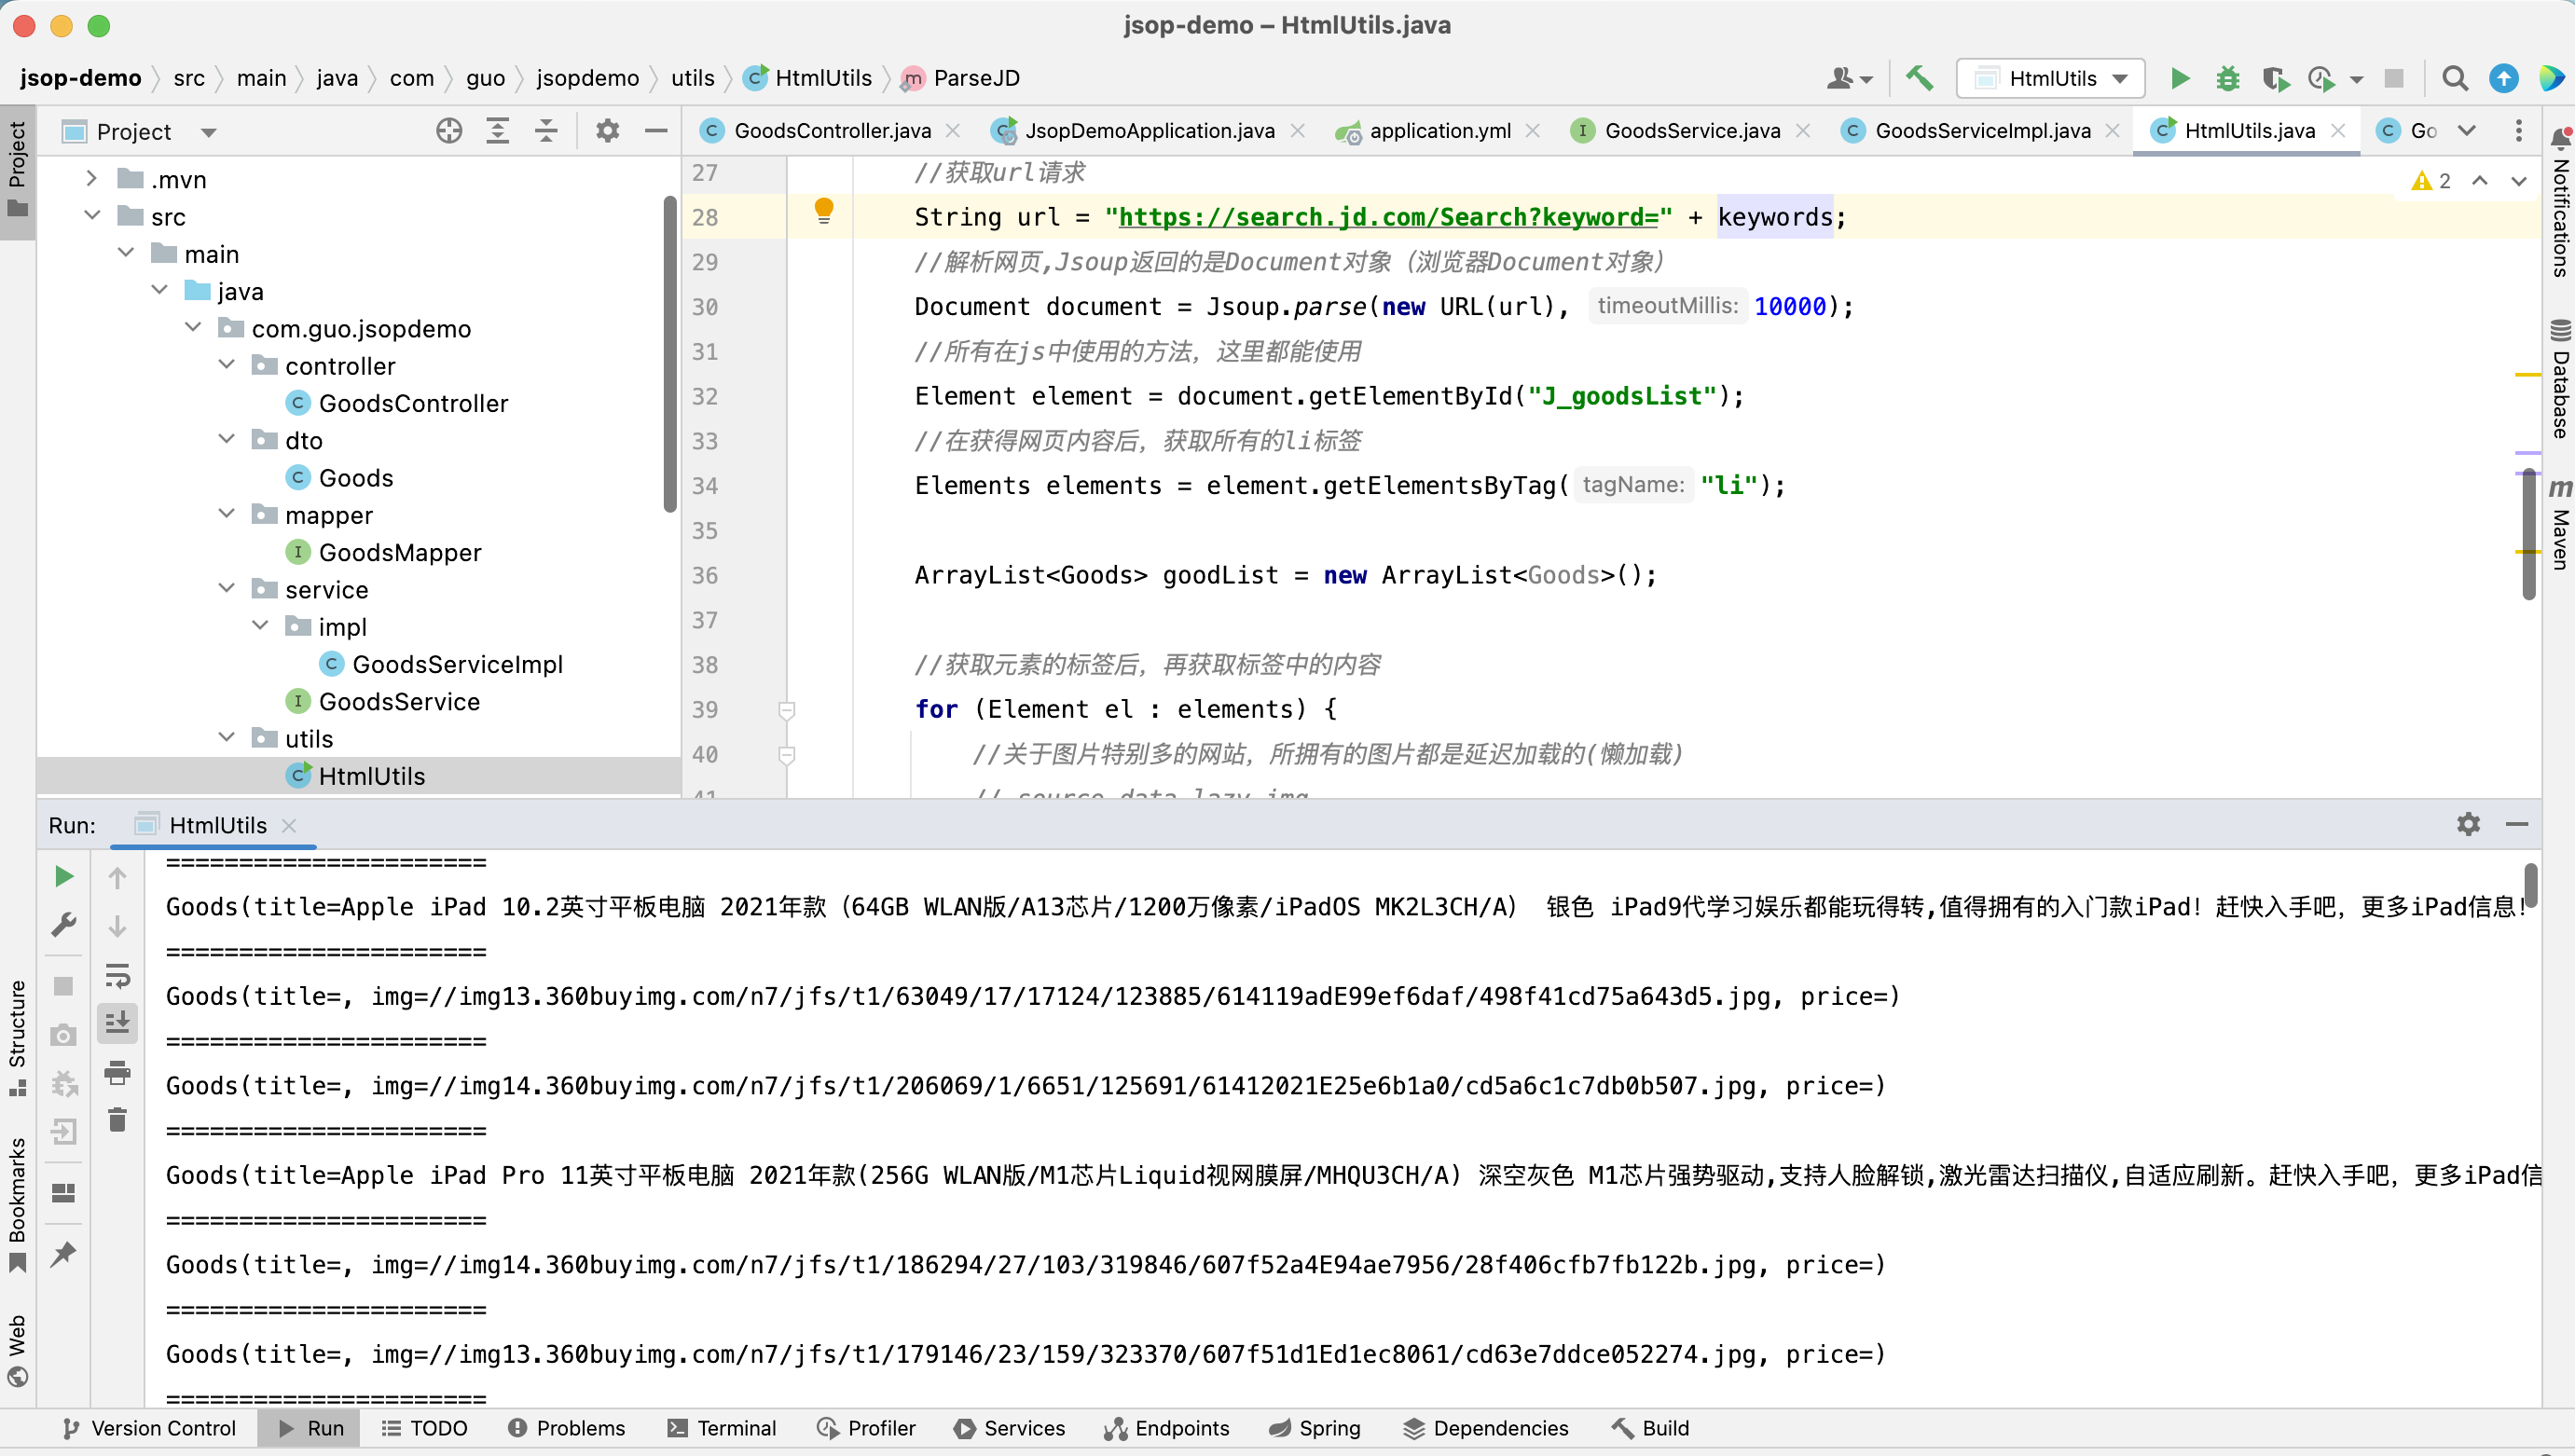 jsop-demo – HtmlUtils.java
jsop-demo src main java com guo jsopdemo utils HtmlUtils ParseJD
HtmlUtils
Project
GoodsController.java JsopDemoApplication.java application.yml GoodsService.java GoodsServiceImpl.java HtmlUtils.java Go
Project
.mvn
src
main
java
com.guo.jsopdemo
controller
GoodsController
dto
Goods
mapper
GoodsMapper
service
impl
GoodsServiceImpl
GoodsService
utils
HtmlUtils
2
27 //获取url请求
28 String url = "https://search.jd.com/Search?keyword=" + keywords;
29 //解析网页,Jsoup返回的是Document对象（浏览器Document对象）
30 Document document = Jsoup.parse(new URL(url), timeoutMillis: 10000);
31 //所有在js中使用的方法，这里都能使用
32 Element element = document.getElementById("J_goodsList");
33 //在获得网页内容后，获取所有的li标签
34 Elements elements = element.getElementsByTag( tagName: "li");
35
36 ArrayList<Goods> goodList = new ArrayList<Goods>();
37
38 //获取元素的标签后，再获取标签中的内容
39 for (Element el : elements) {
40 //关于图片特别多的网站，所拥有的图片都是延迟加载的(懒加载)
41 // source-data-lazy-img
Notifications
Database
m Maven
Run: HtmlUtils
======================
Goods(title=Apple iPad 10.2英寸平板电脑 2021年款（64GB WLAN版/A13芯片/1200万像素/iPadOS MK2L3CH/A） 银色 iPad9代学习娱乐都能玩得转,值得拥有的入门款iPad！赶快入手吧，更多iPad信息！
======================
Goods(title=, img=//img13.360buyimg.com/n7/jfs/t1/63049/17/17124/123885/614119adE99ef6daf/498f41cd75a643d5.jpg, price=)
======================
Goods(title=, img=//img14.360buyimg.com/n7/jfs/t1/206069/1/6651/125691/61412021E25e6b1a0/cd5a6c1c7db0b507.jpg, price=)
======================
Goods(title=Apple iPad Pro 11英寸平板电脑 2021年款(256G WLAN版/M1芯片Liquid视网膜屏/MHQU3CH/A) 深空灰色 M1芯片强势驱动,支持人脸解锁,激光雷达扫描仪,自适应刷新。赶快入手吧，更多iPad信
======================
Goods(title=, img=//img14.360buyimg.com/n7/jfs/t1/186294/27/103/319846/607f52a4E94ae7956/28f406cfb7fb122b.jpg, price=)
======================
Goods(title=, img=//img13.360buyimg.com/n7/jfs/t1/179146/23/159/323370/607f51d1Ed1ec8061/cd63e7ddce052274.jpg, price=)
======================
Structure
Bookmarks
Web
Version Control Run TODO Problems Terminal Profiler Services Endpoints Spring Dependencies Build